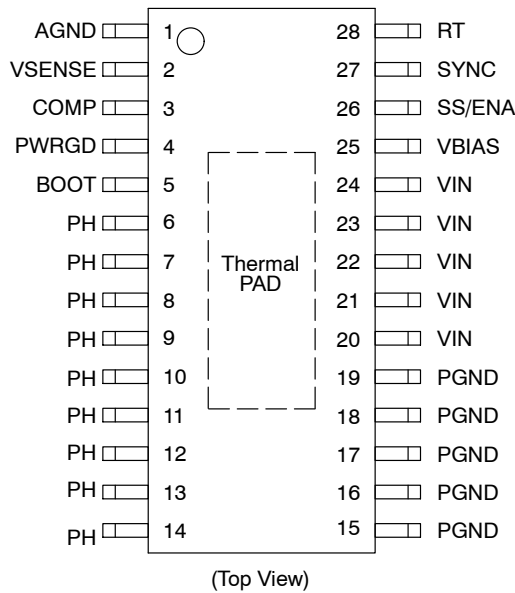 AGND 1 28 RT
VSENSE 2 27 SYNC
COMP 3 26 SS/ENA
PWRGD 4 25 VBIAS
BOOT 5 24 VIN
PH 6 23 VIN
PH 7 22 VIN
PH 8 21 VIN
PH 9 20 VIN
PH 10 19 PGND
PH 11 18 PGND
PH 12 17 PGND
PH 13 16 PGND
PH 14 15 PGND
Thermal
PAD
(Top View)